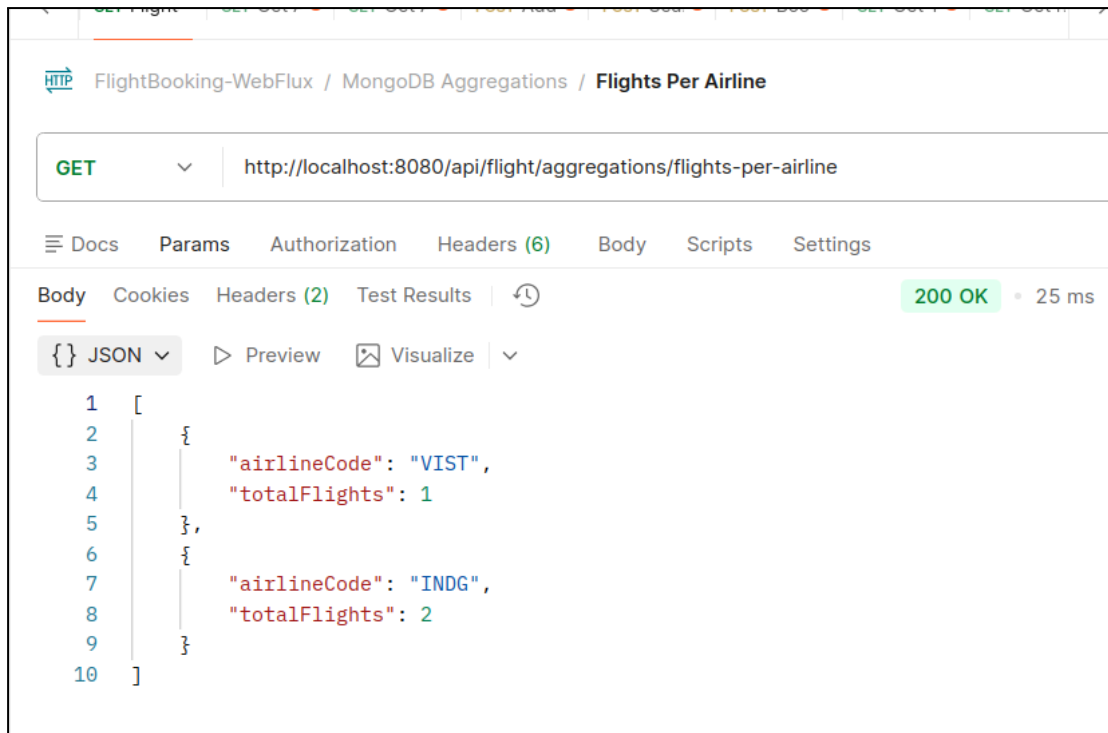 HTTP FlightBooking-WebFlux / MongoDB Aggregations / Flights Per Airline
GET http://localhost:8080/api/flight/aggregations/flights-per-airline
Docs Params Authorization Headers (6) Body Scripts Settings
Body Cookies Headers (2) Test Results 200 OK • 25 ms
{} JSON Preview Visualize
1 [
2 {
3 "airlineCode": "VIST",
4 "totalFlights": 1
5 },
6 {
7 "airlineCode": "INDG",
8 "totalFlights": 2
9 }
10 ]